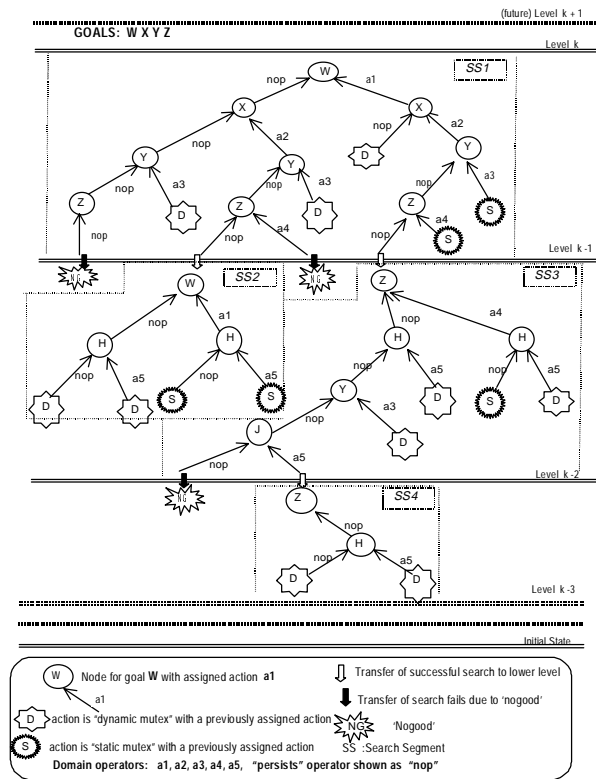 (future) Level k + 1
GOALS: W X Y Z
Level k
SS1
W
nop
a1
X
X
nop
a2
nop
a2
Y
Y
D
Y
nop
a3
nop
a3
nop
a3
Z
D
Z
D
Z
S
nop
nop
a4
nop
a4
S
Level k-1
NG
NG
SS2
SS3
W
Z
nop
a1
nop
a4
H
H
H
H
nop
a5
nop
a5
nop
a5
nop
a5
D
D
S
S
Y
D
S
D
nop
a3
J
D
nop
a5
Level k-2
NG
Z
SS4
nop
H
nop
a5
D
D
Level k-3
Initial State
W
Node for goal W with assigned action a1
a1
Transfer of successful search to lower level
Transfer of search fails due to 'nogood'
D
action is "dynamic mutex" with a previously assigned action
NG
'Nogood'
S
action is "static mutex" with a previously assigned action
SS :Search Segment
Domain operators: a1, a2, a3, a4, a5, "persists" operator shown as "nop"